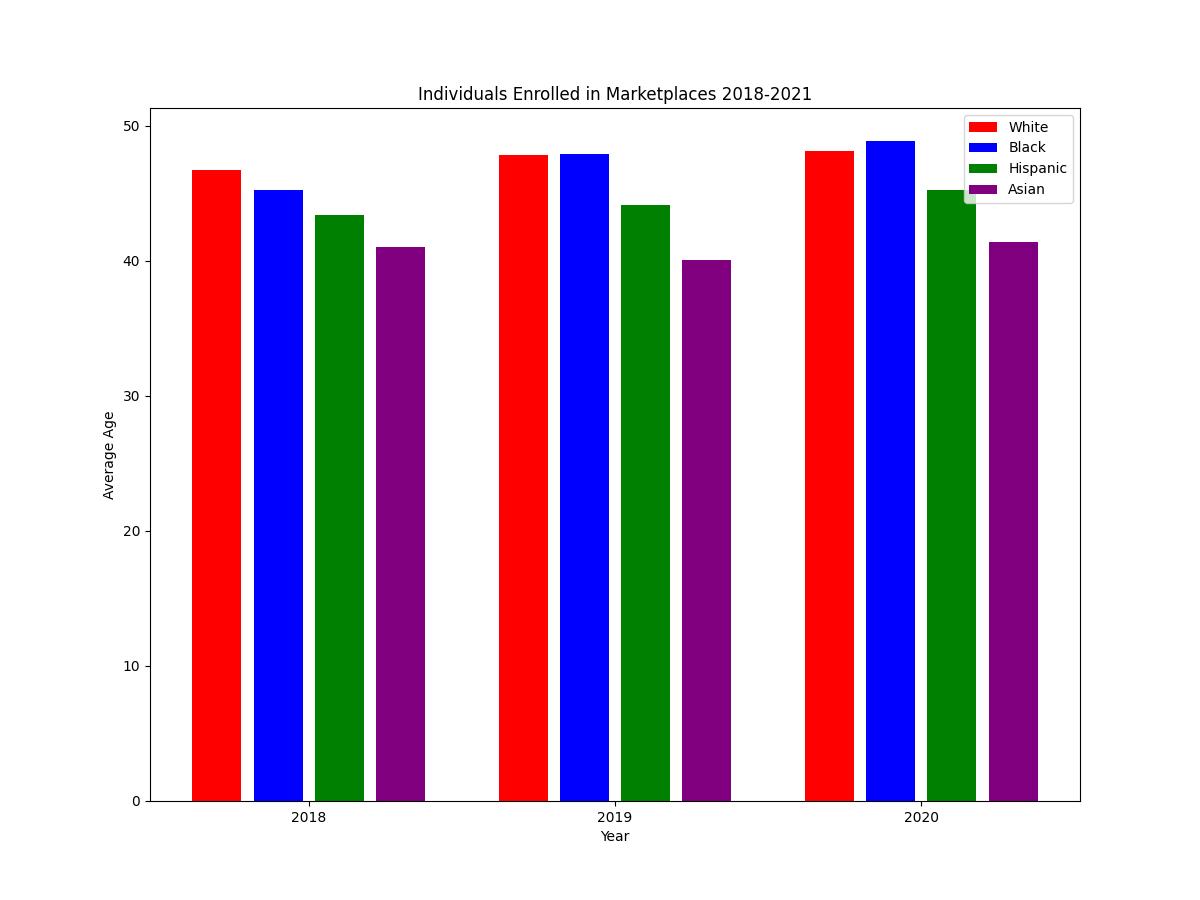 Individuals Enrolled in Marketplaces 2018-2021
White
Black
Hispanic
Asian
50
40
30
20
10
0
Average Age
2018
2019
2020
Year